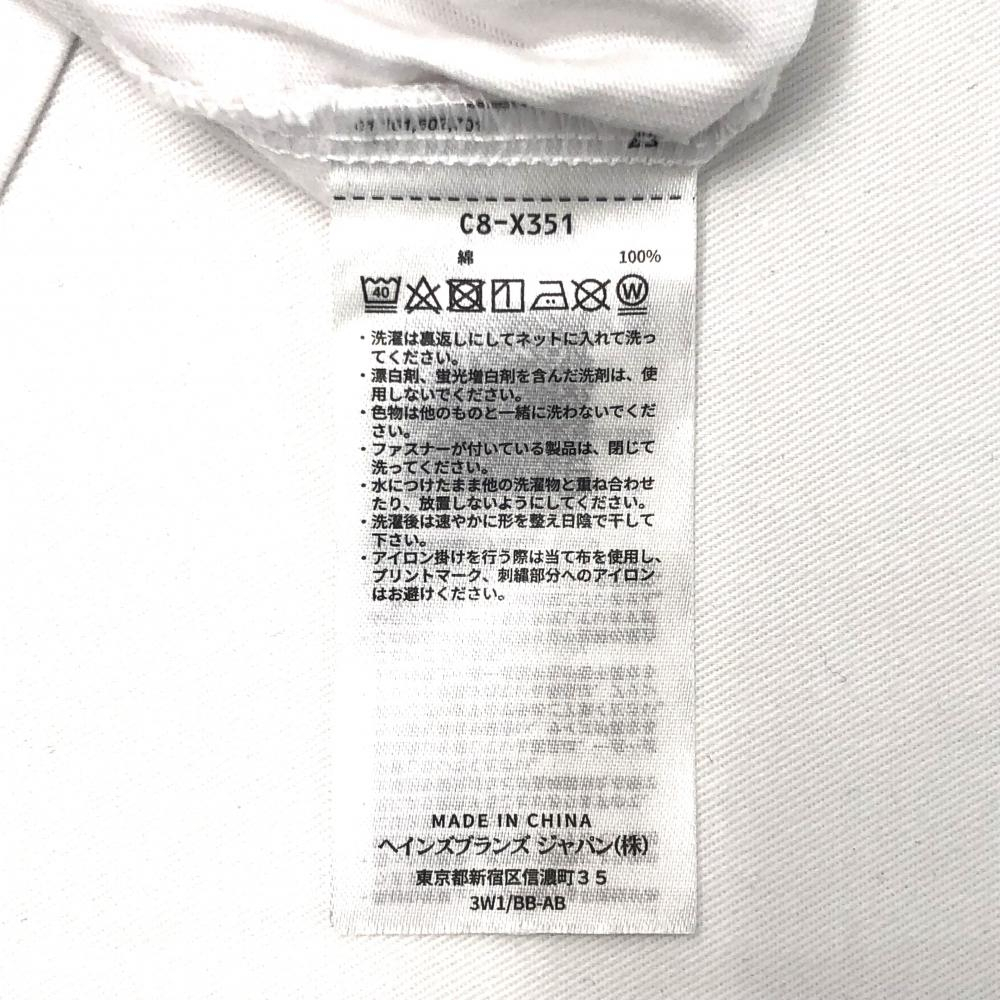 C8-X351
綿 100%
40 W
・洗濯は裏返しにしてネットに入れて洗っ
てください。
・漂白剤、蛍光増白剤を含んだ洗剤は、使
用しないでください。
・色物は他のものと一緒に洗わないでくだ
さい。
・ファスナーが付いている製品は、閉じて
洗ってください。
・水につけたまま他の洗濯物と重ね合わせ
たり、放置しないようにしてください。
・洗濯後は速やかに形を整え日陰で干して
下さい。
・アイロン掛けを行う際は当て布を使用し、
プリントマーク、刺繍部分へのアイロン
はお避けください。
MADE IN CHINA
ヘインズブランズ ジャパン(株)
東京都新宿区信濃町35
3W1/BB-AB